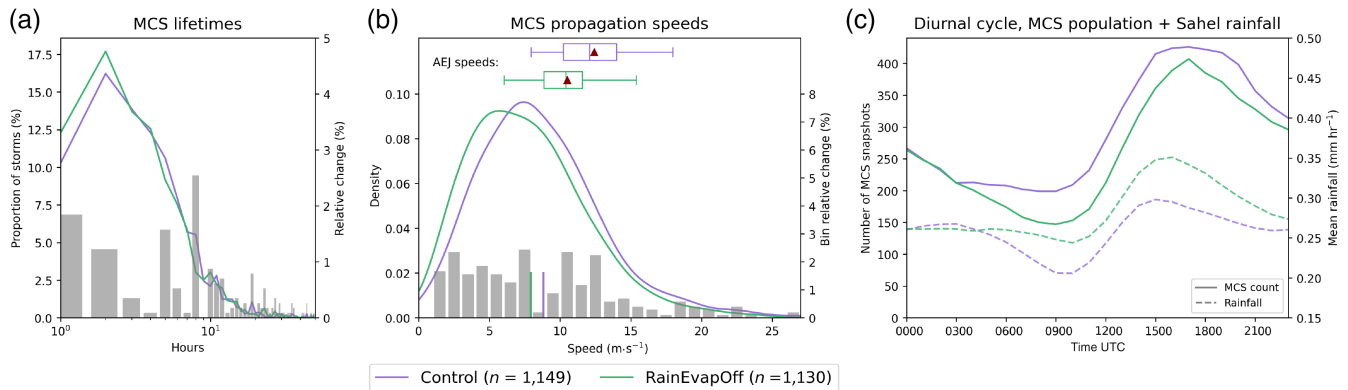 (a) MCS lifetimes
17.5
15.0
12.5
10.0
7.5
5.0
2.5
0.0
Proportion of storms (%)
5
4
3
2
1
0
Relative change (%)
10⁰ 10¹
Hours
(b) MCS propagation speeds
AEJ speeds:
0.10
0.08
0.06
0.04
0.02
0.00
Density
8
7
6
5
4
3
2
1
0
Bin relative change (%)
0 5 10 15 20 25
Speed (m·s⁻¹)
(c) Diurnal cycle, MCS population + Sahel rainfall
400
350
300
250
200
150
100
50
0
Number of MCS snapshots
0.50
0.45
0.40
0.35
0.30
0.25
0.20
0.15
Mean rainfall (mm hr⁻¹)
MCS count
Rainfall
0000 0300 0600 0900 1200 1500 1800 2100
Time UTC
Control (n = 1,149) RainEvapOff (n =1,130)